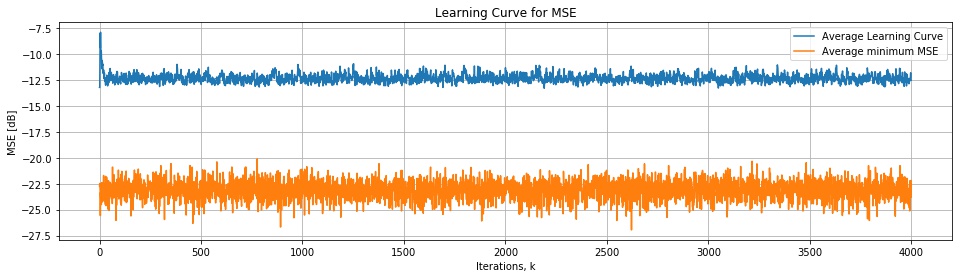 Learning Curve for MSE
Average Learning Curve
Average minimum MSE
MSE [dB]
−7.5
−10.0
−12.5
−15.0
−17.5
−20.0
−22.5
−25.0
−27.5
0 500 1000 1500 2000 2500 3000 3500 4000
Iterations, k